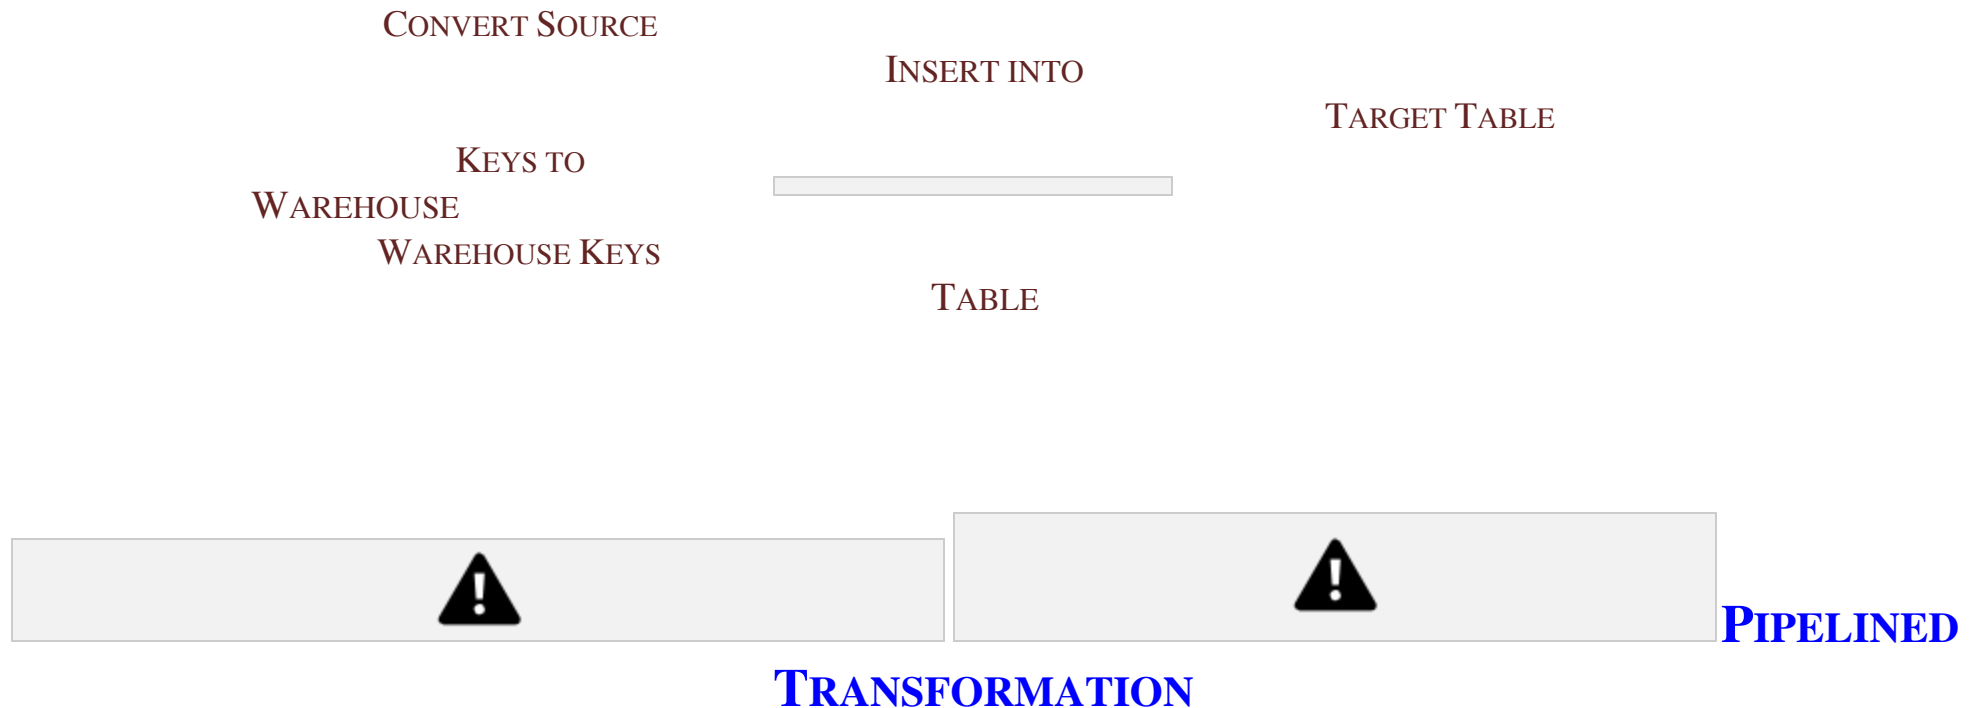 CONVERT SOURCE
INSERT INTO
TARGET TABLE
KEYS TO
WAREHOUSE
WAREHOUSE KEYS
TABLE
PIPELINED
TRANSFORMATION